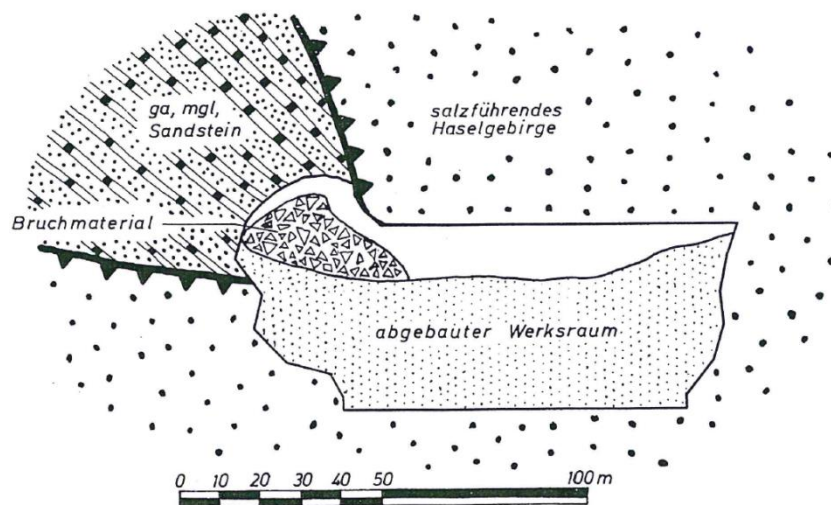 ga, mgl,
Sandstein
salzführendes
Haselgebirge
Bruchmaterial
abgebauter Werksraum
0 10 20 30 40 50 100 m